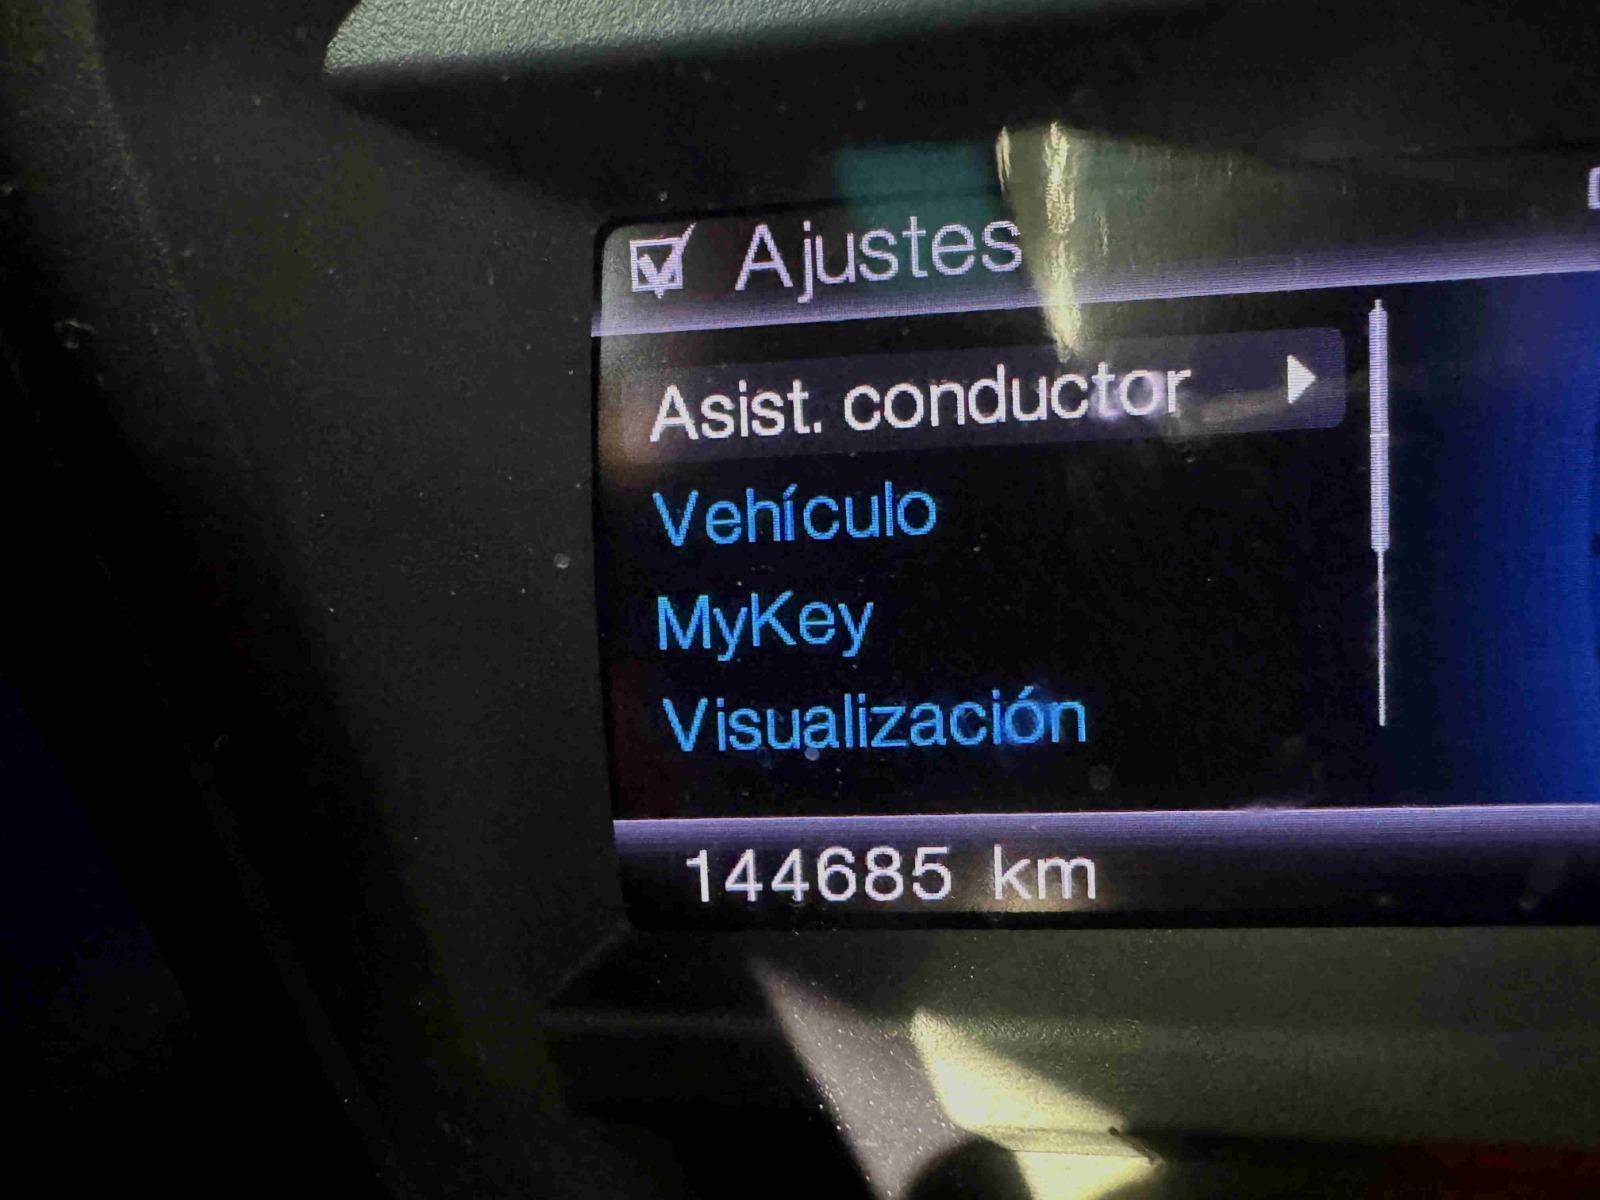 Ajustes
Asist. conductor
Vehículo
MyKey
Visualización
144685 km